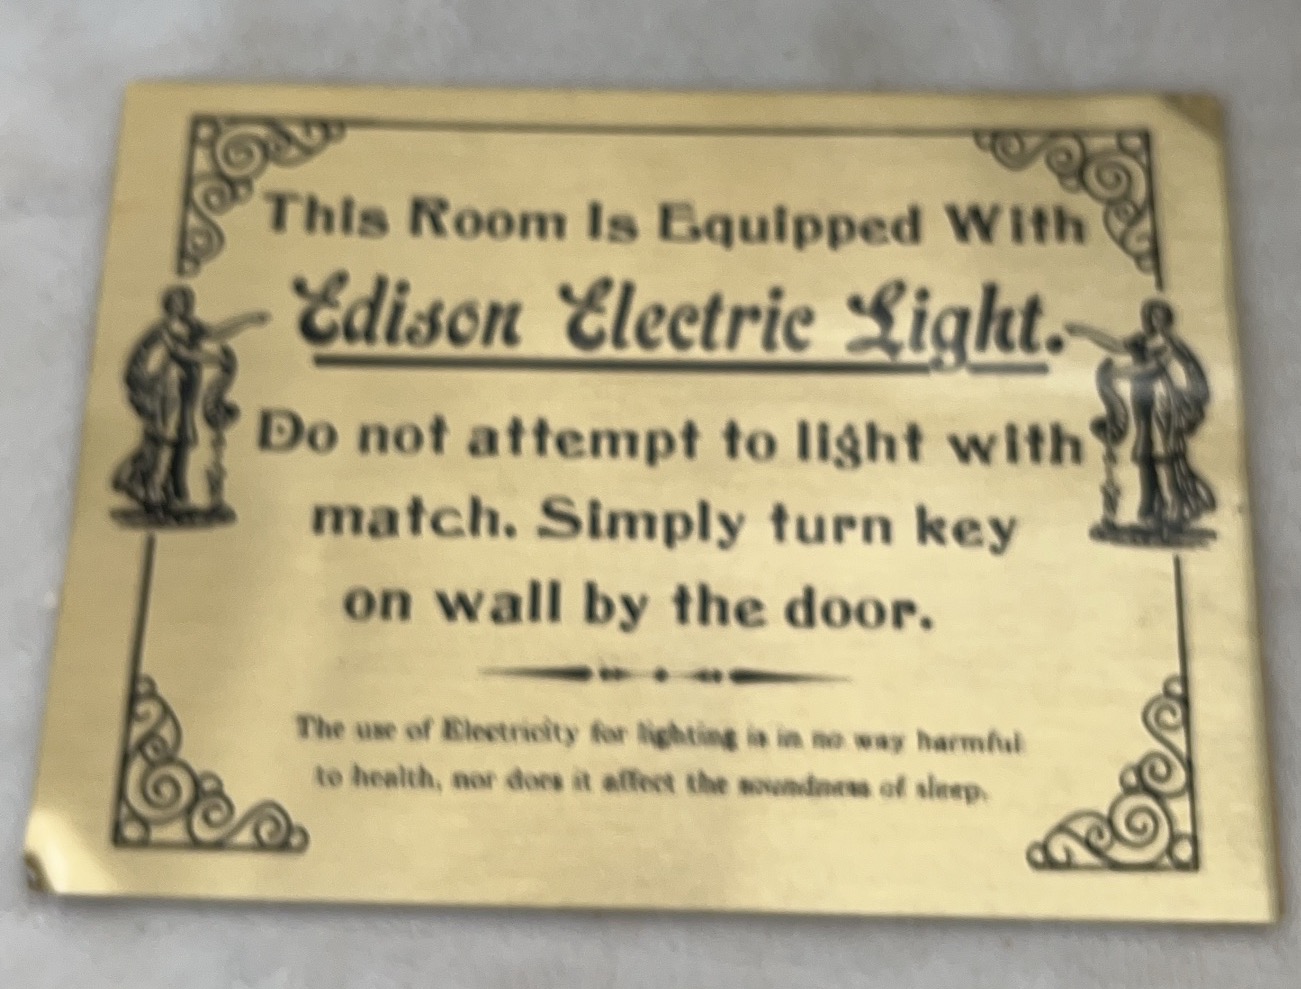 This Room Is Equipped With
Edison Electric Light.
Do not attempt to light with
match. Simply turn key
on wall by the door.
The use of Electricity for lighting is in no way harmful
to health, nor does it affect the soundness of sleep.